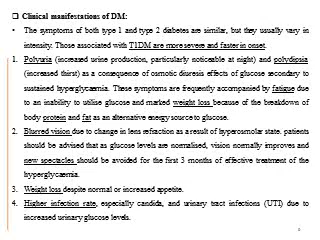 ❑ Clinical manifestations of DM:
• The symptoms of both type 1 and type 2 diabetes are similar, but they usually vary in
intensity. Those associated with T1DM are more severe and faster in onset.
1. Polyuria (increased urine production, particularly noticeable at night) and polydipsia
(increased thirst) as a consequence of osmotic diuresis effects of glucose secondary to
sustained hyperglycaemia. These symptoms are frequently accompanied by fatigue due
to an inability to utilise glucose and marked weight loss because of the breakdown of
body protein and fat as an alternative energy source to glucose.
2. Blurred vision due to change in lens refraction as a result of hyperosmolar state. patients
should be advised that as glucose levels are normalised, vision normally improves and
new spectacles should be avoided for the first 3 months of effective treatment of the
hyperglycaemia.
3. Weight loss despite normal or increased appetite.
4. Higher infection rate, especially candida, and urinary tract infections (UTI) due to
increased urinary glucose levels.